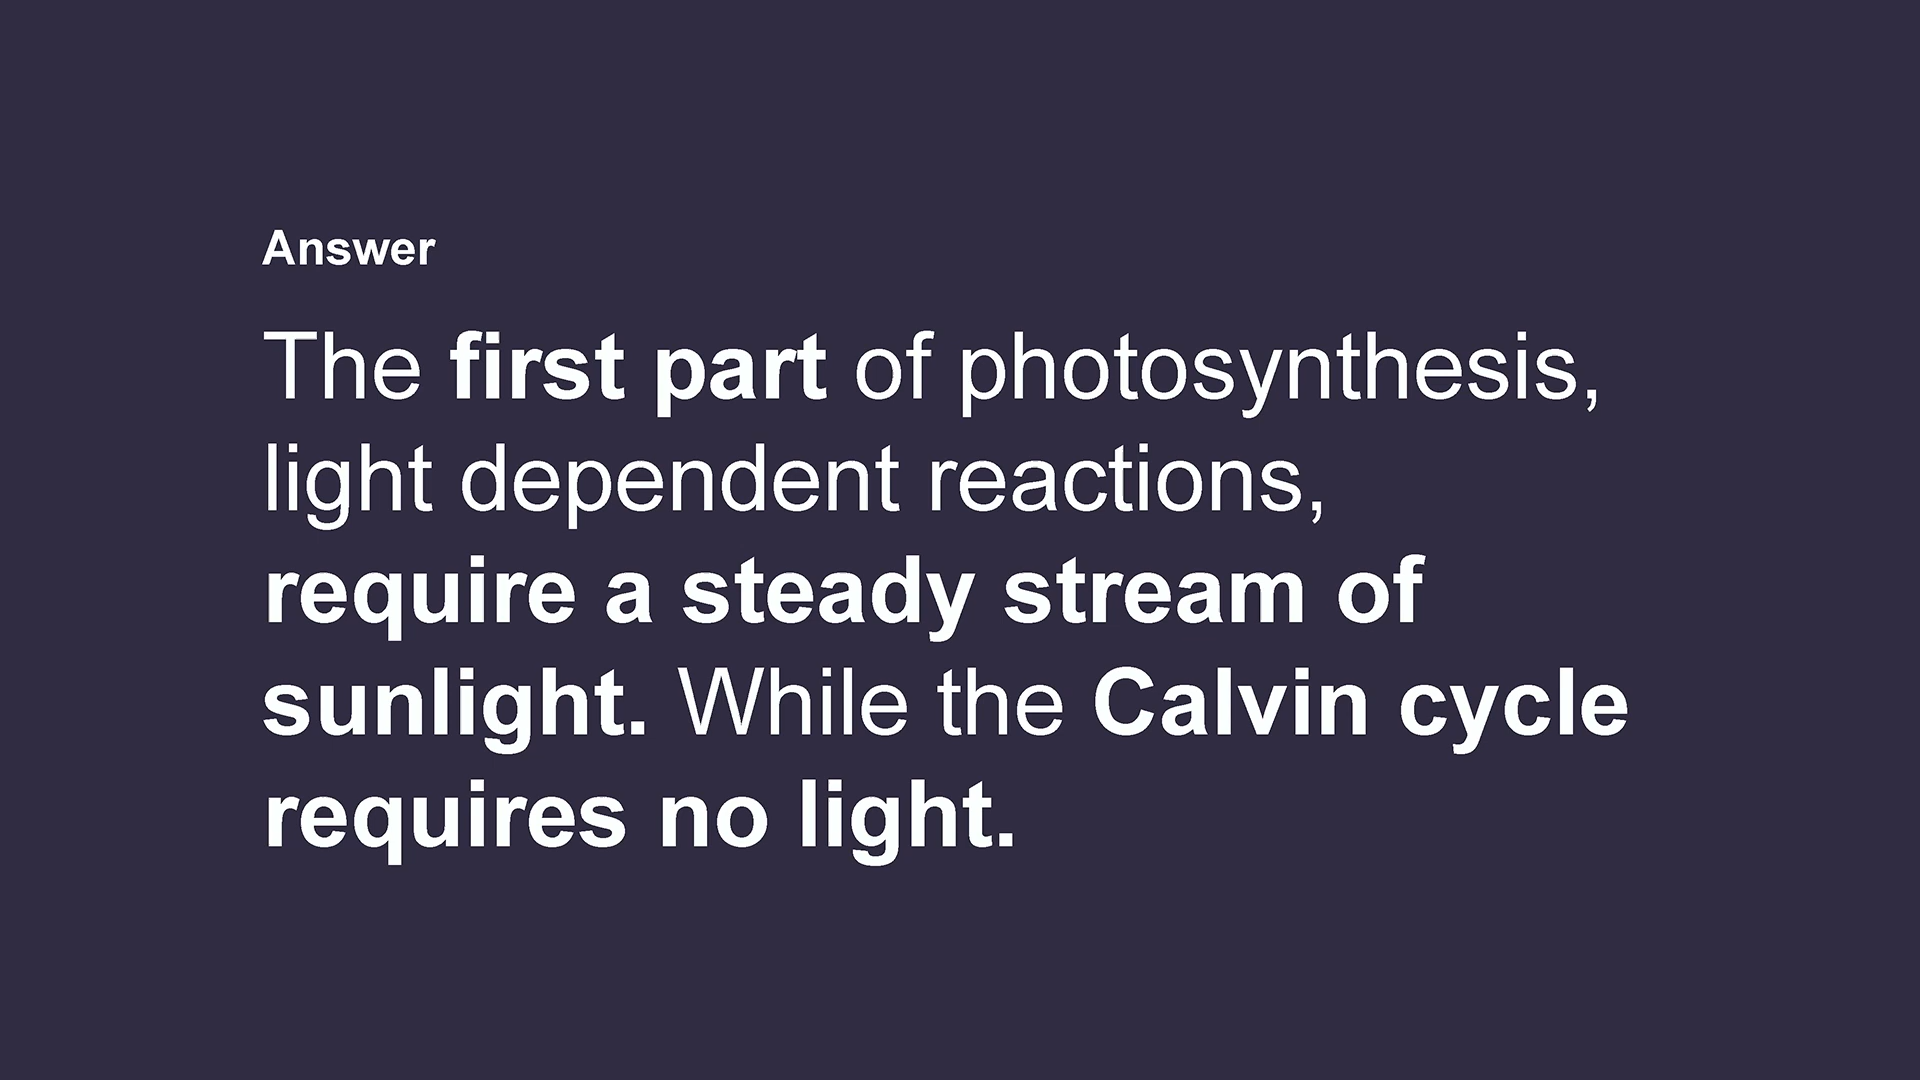 Answer
The first part of photosynthesis,
light dependent reactions,
require a steady stream of
sunlight. While the Calvin cycle
requires no light.